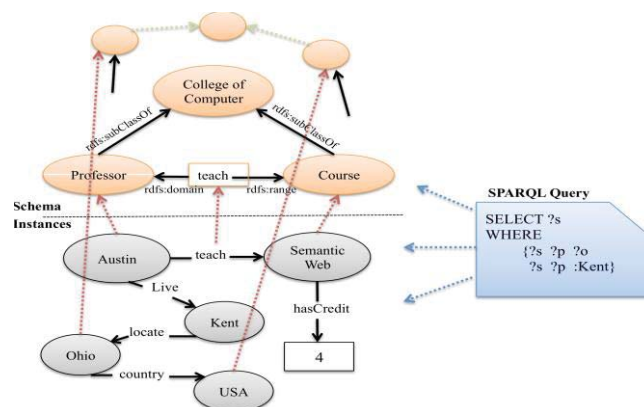 College of
Computer
rdfs:subClassOf
rdfs:subClassOf
Professor
teach
Course
rdfs:domain
rdfs:range
Schema
Instances
Austin
teach
Semantic
Web
Live
Kent
hasCredit
locate
Ohio
4
country
USA
SPARQL Query
SELECT ?s
WHERE
{?s ?p ?o
?s ?p :Kent}